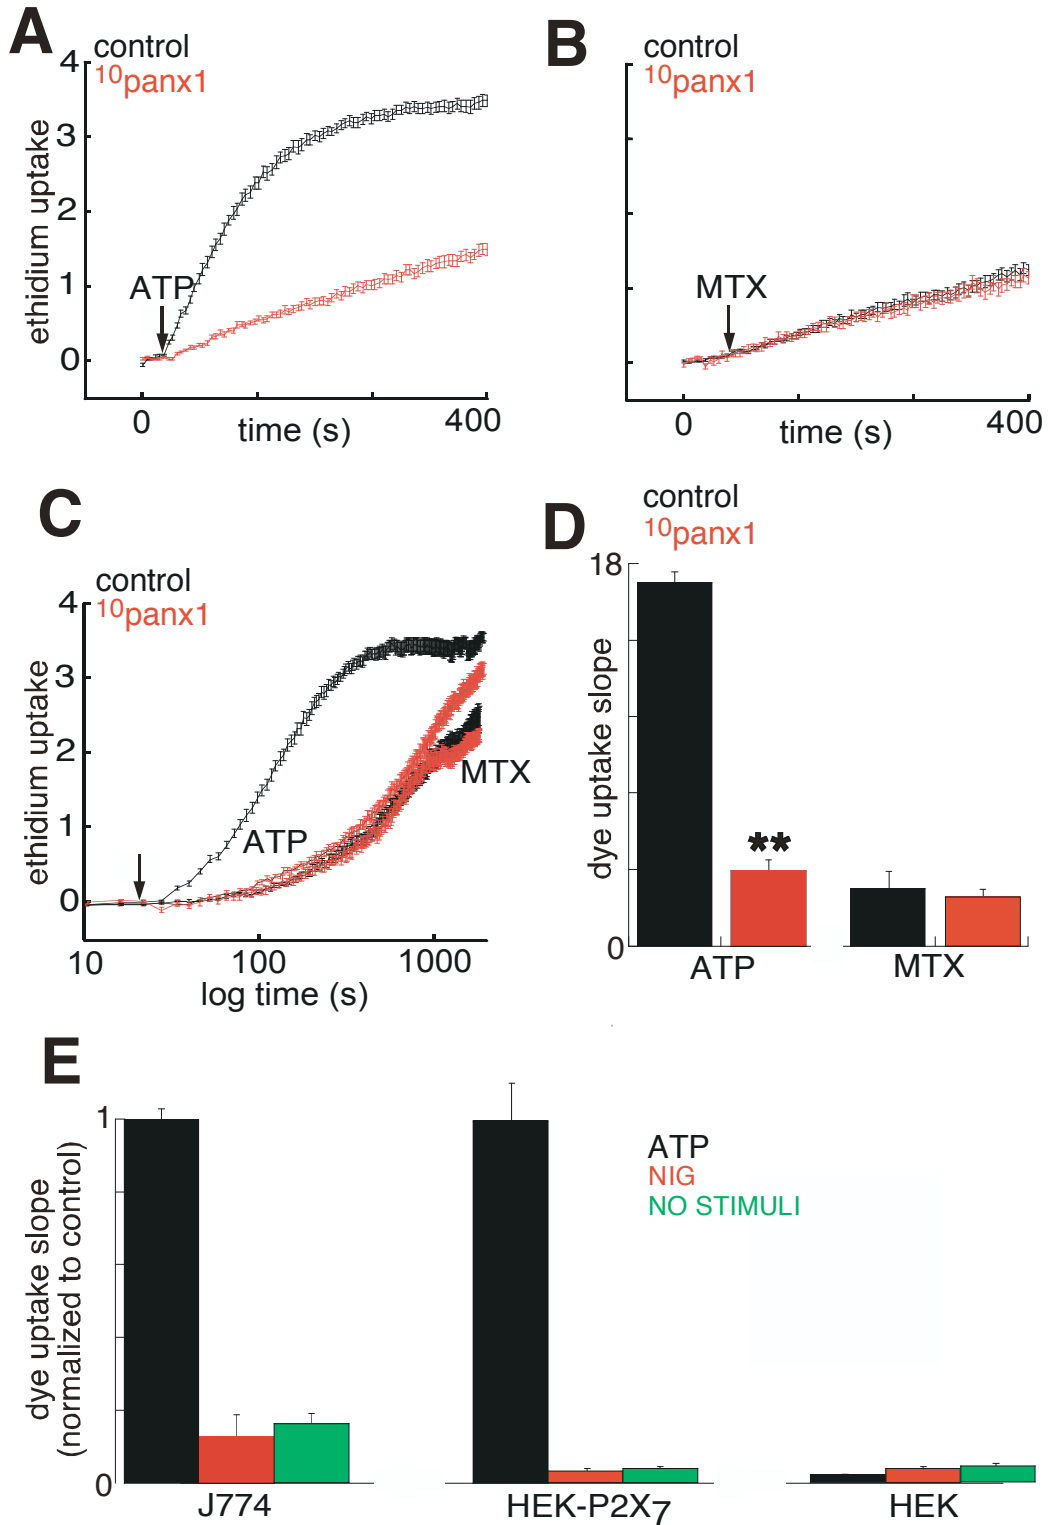 A
control
10panx1
4
3
2
1
0
ethidium uptake
ATP
0
400
time (s)
B
control
10panx1
MTX
0
400
time (s)
C
control
10panx1
4
3
2
1
0
ethidium uptake
ATP
MTX
10
100
1000
log time (s)
D
control
10panx1
18
0
dye uptake slope
**
ATP
MTX
E
1
0
dye uptake slope
(normalized to control)
ATP
NIG
NO STIMULI
J774
HEK-P2X7
HEK